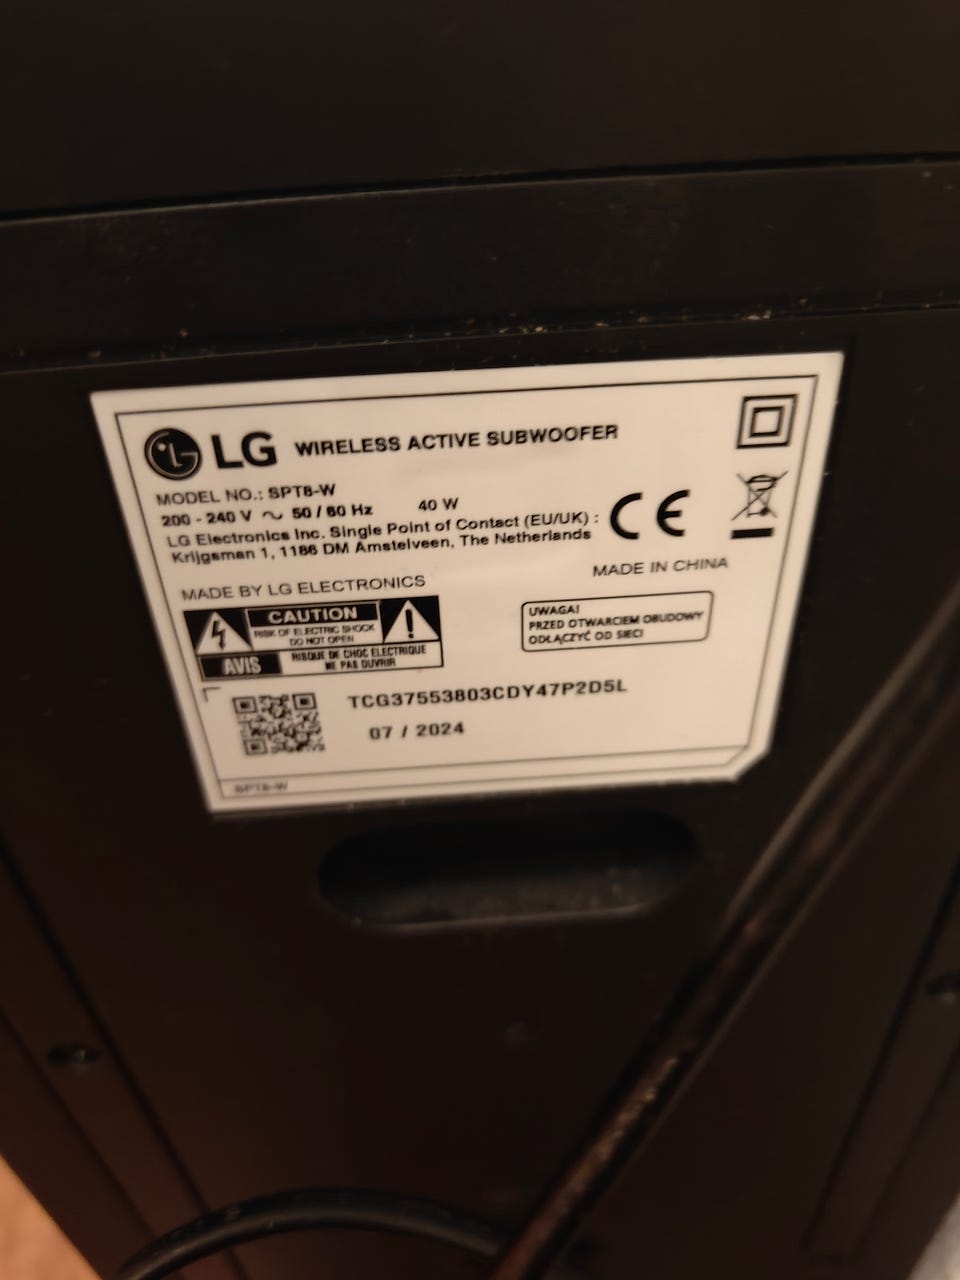 LG WIRELESS ACTIVE SUBWOOFER
MODEL NO.: SPT8-W
200 - 240 V ~ 50 / 60 Hz 40 W
LG Electronics Inc. Single Point of Contact (EU/UK) :
Krijgsman 1, 1186 DM Amstelveen, The Netherlands
CE
MADE BY LG ELECTRONICS
MADE IN CHINA
CAUTION
RISK OF ELECTRIC SHOCK
DO NOT OPEN
AVIS
RISQUE DE CHOC ELECTRIQUE
NE PAS OUVRIR
UWAGA!
PRZED OTWARCIEM OBUDOWY
ODŁĄCZYĆ OD SIECI
TCG37553803CDY47P2D5L
07 / 2024
SPT8-W